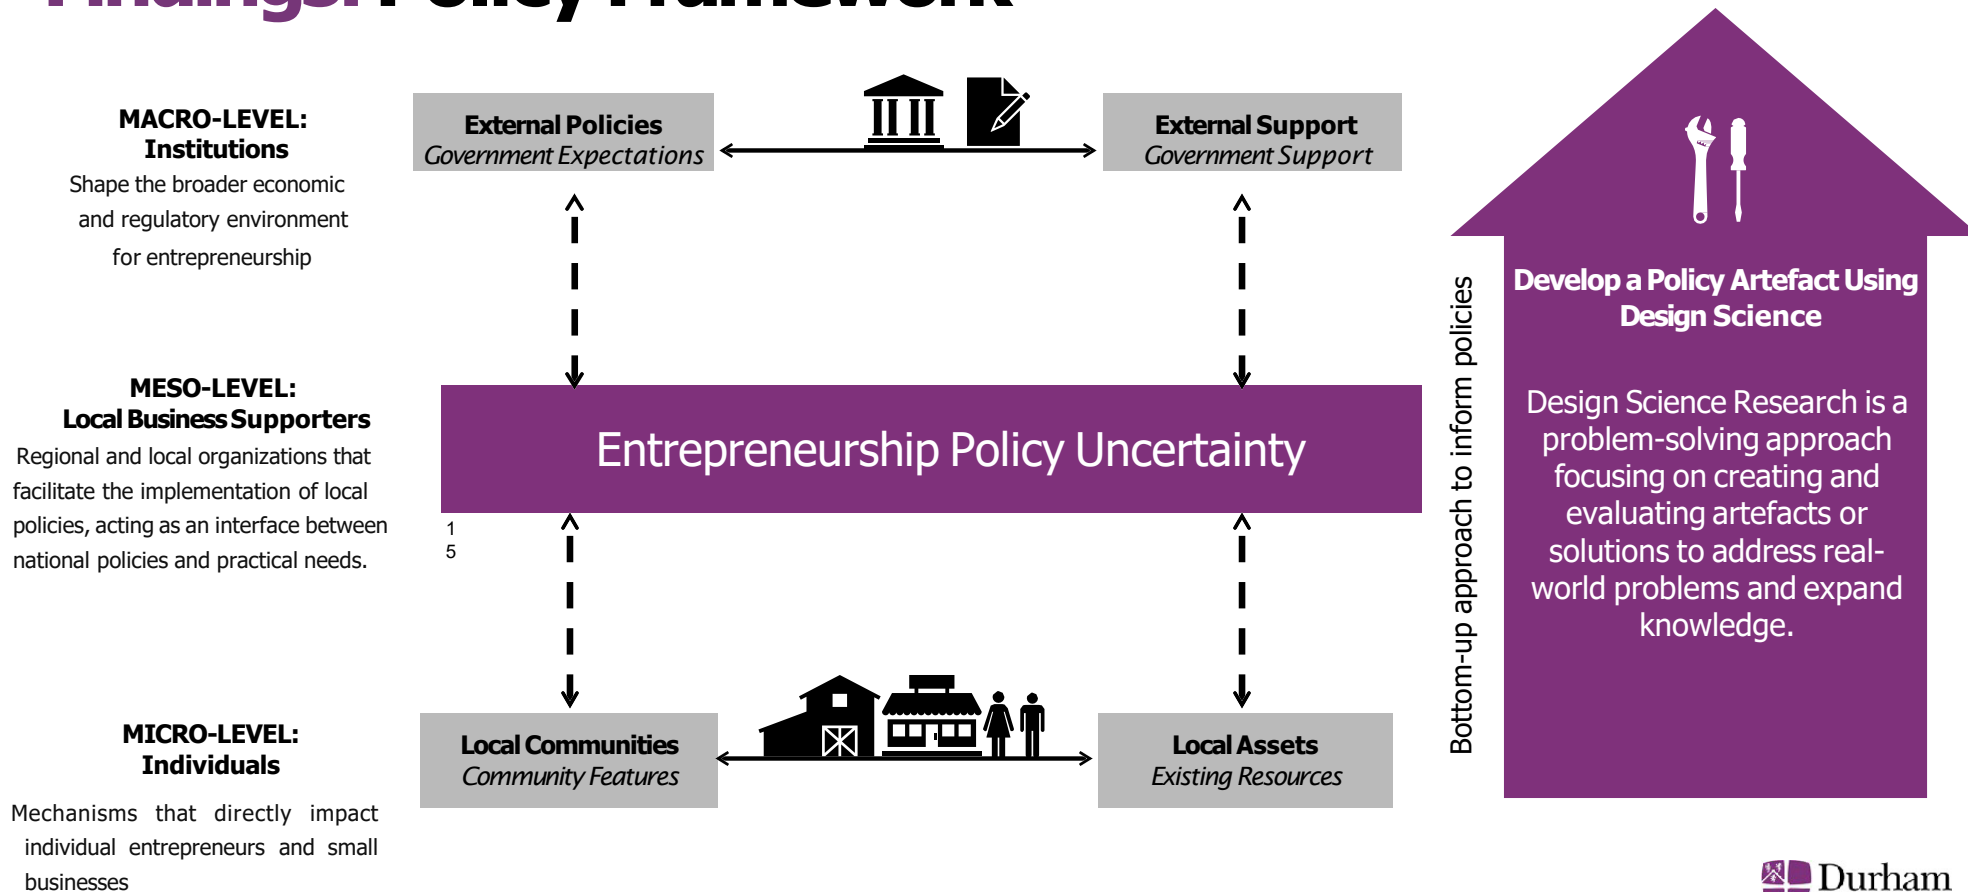 Findings: Policy Framework
MACRO-LEVEL:
Institutions
Shape the broader economic
and regulatory environment
for entrepreneurship
External Policies
Government Expectations
External Support
Government Support
MESO-LEVEL:
Local Business Supporters
Regional and local organizations that
facilitate the implementation of local
policies, acting as an interface between
national policies and practical needs.
Entrepreneurship Policy Uncertainty
1
5
MICRO-LEVEL:
Individuals
Mechanisms that directly impact
individual entrepreneurs and small
businesses
Local Communities
Community Features
Local Assets
Existing Resources
Bottom-up approach to inform policies
Develop a Policy Artefact Using
Design Science
Design Science Research is a
problem-solving approach
focusing on creating and
evaluating artefacts or
solutions to address real-
world problems and expand
knowledge.
Durham